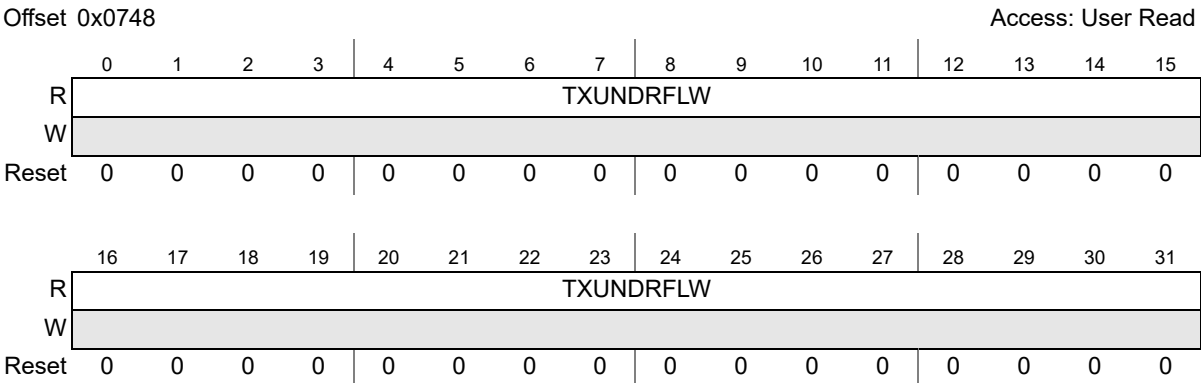 Offset 0x0748 Access: User Read
0 1 2 3 4 5 6 7 8 9 10 11 12 13 14 15
R TXUNDRFLW
W
Reset 0 0 0 0 0 0 0 0 0 0 0 0 0 0 0 0
16 17 18 19 20 21 22 23 24 25 26 27 28 29 30 31
R TXUNDRFLW
W
Reset 0 0 0 0 0 0 0 0 0 0 0 0 0 0 0 0